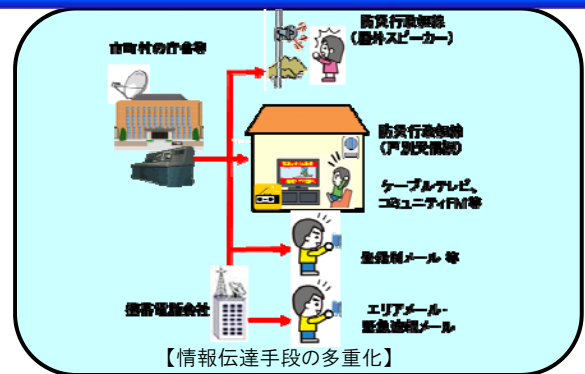 市町村の庁舎等
防災行政無線
(屋外スピーカー)
防災行政無線
(戸別受信機)
ケーブルテレビ、
コミュニティFM等
登録制メール 等
携帯電話会社
エリアメール・
緊急速報メール
【情報伝達手段の多重化】